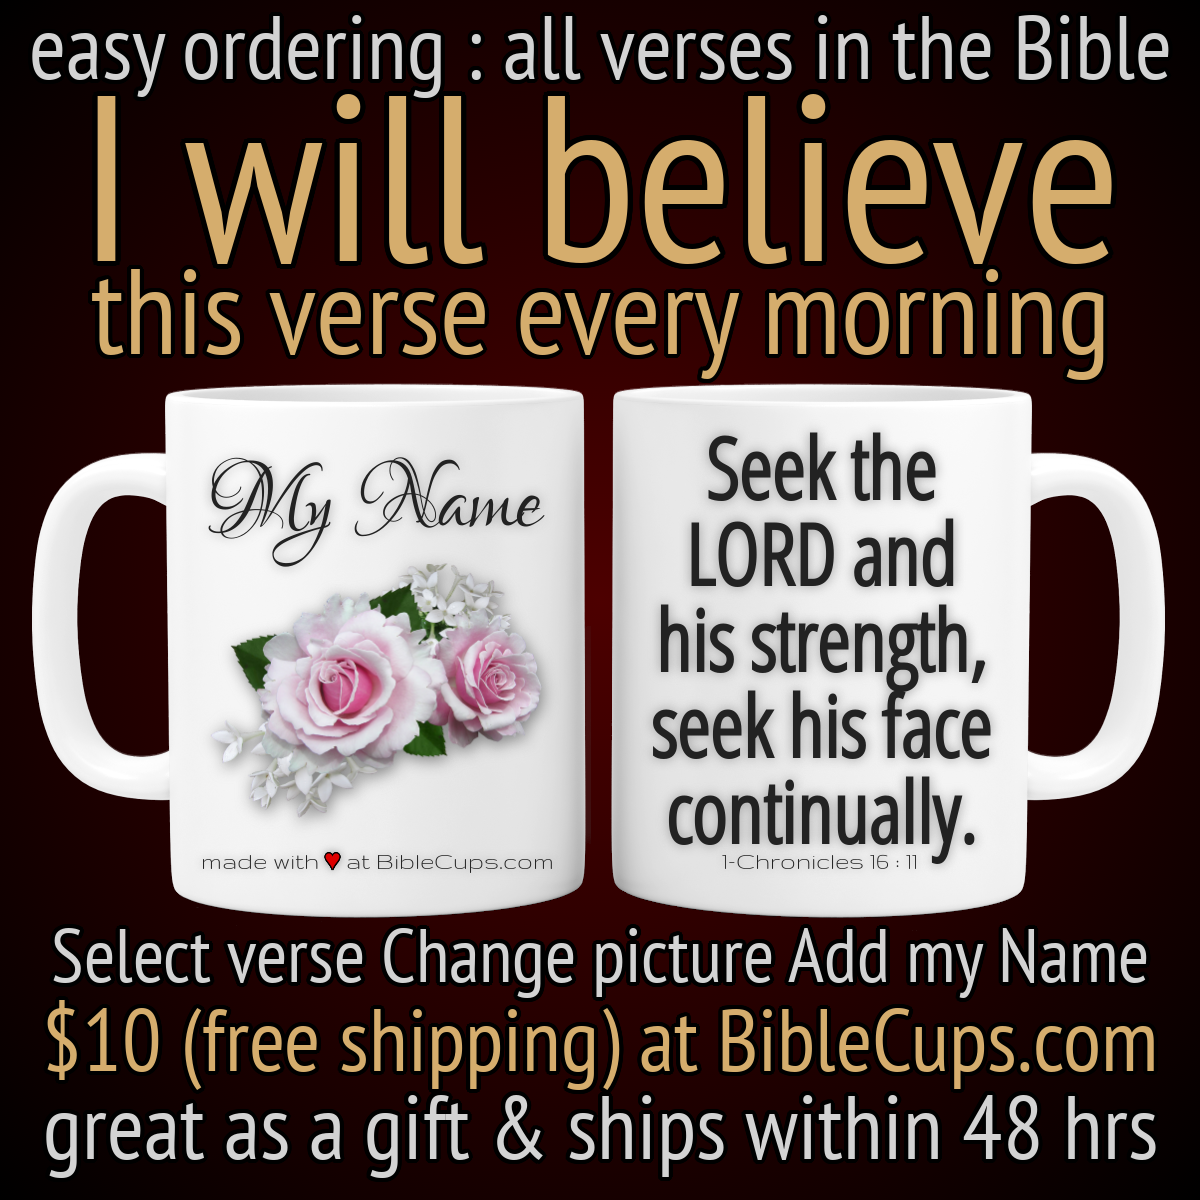 easy ordering : all verses in the Bible
I will believe
this verse every morning
My Name
made with ♥ at BibleCups.com
Seek the
LORD and
his strength,
seek his face
continually.
1-Chronicles 16 : 11
Select verse Change picture Add my Name
$10 (free shipping) at BibleCups.com
great as a gift & ships within 48 hrs